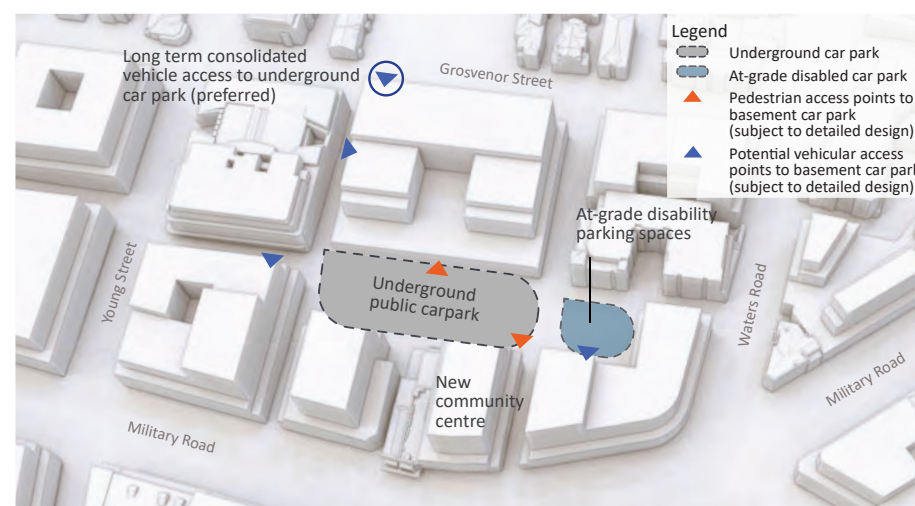 Long term consolidated
vehicle access to underground
car park (preferred)
Grosvenor Street
Legend
Underground car park
At-grade disabled car park
Pedestrian access points to
basement car park
(subject to detailed design)
Potential vehicular access
points to basement car park
(subject to detailed design)
At-grade disability
parking spaces
Young Street
Underground
public carpark
Waters Road
New
community
centre
Military Road
Military Road